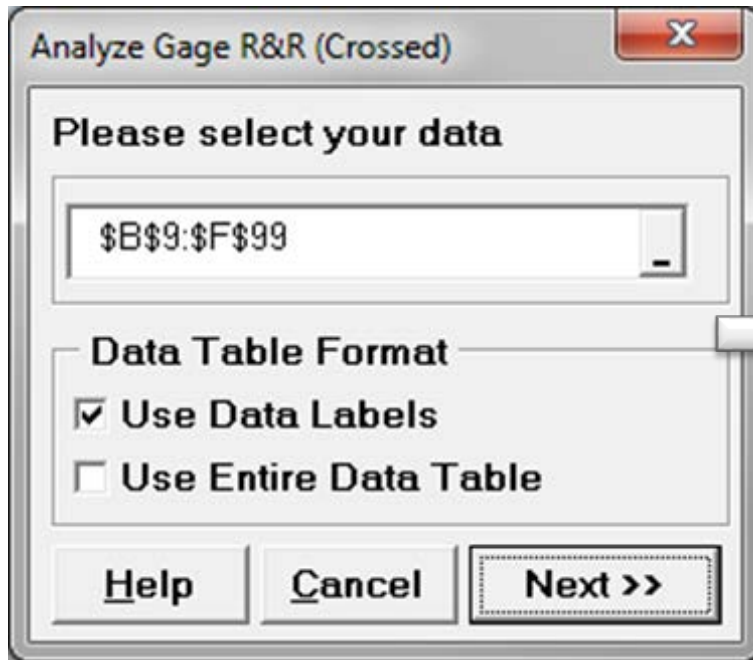 Analyze Gage R&R (Crossed)
Please select your data
$B$9:$F$99
Data Table Format
Use Data Labels
Use Entire Data Table
Help Cancel Next >>